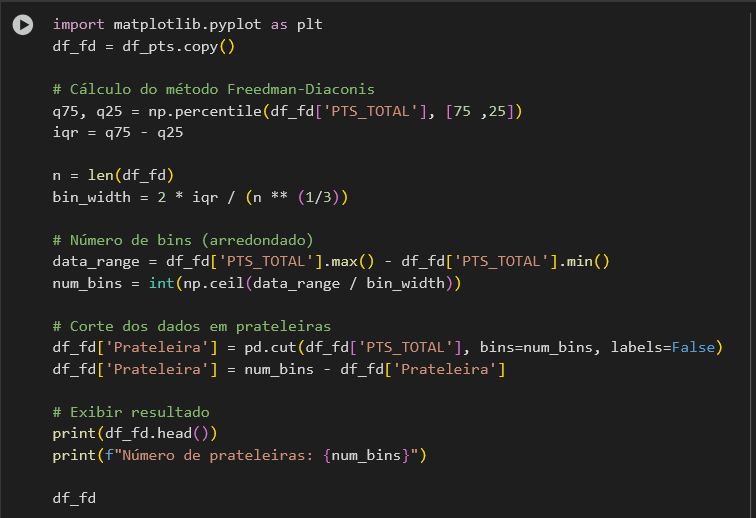 import matplotlib.pyplot as plt
df_fd = df_pts.copy()
# Cálculo do método Freedman-Diaconis
q75, q25 = np.percentile(df_fd['PTS_TOTAL'], [75 ,25])
iqr = q75 - q25
n = len(df_fd)
bin_width = 2 * iqr / (n ** (1/3))
# Número de bins (arredondado)
data_range = df_fd['PTS_TOTAL'].max() - df_fd['PTS_TOTAL'].min()
num_bins = int(np.ceil(data_range / bin_width))
# Corte dos dados em prateleiras
df_fd['Prateleira'] = pd.cut(df_fd['PTS_TOTAL'], bins=num_bins, labels=False)
df_fd['Prateleira'] = num_bins - df_fd['Prateleira']
# Exibir resultado
print(df_fd.head())
print(f"Número de prateleiras: {num_bins}")
df_fd